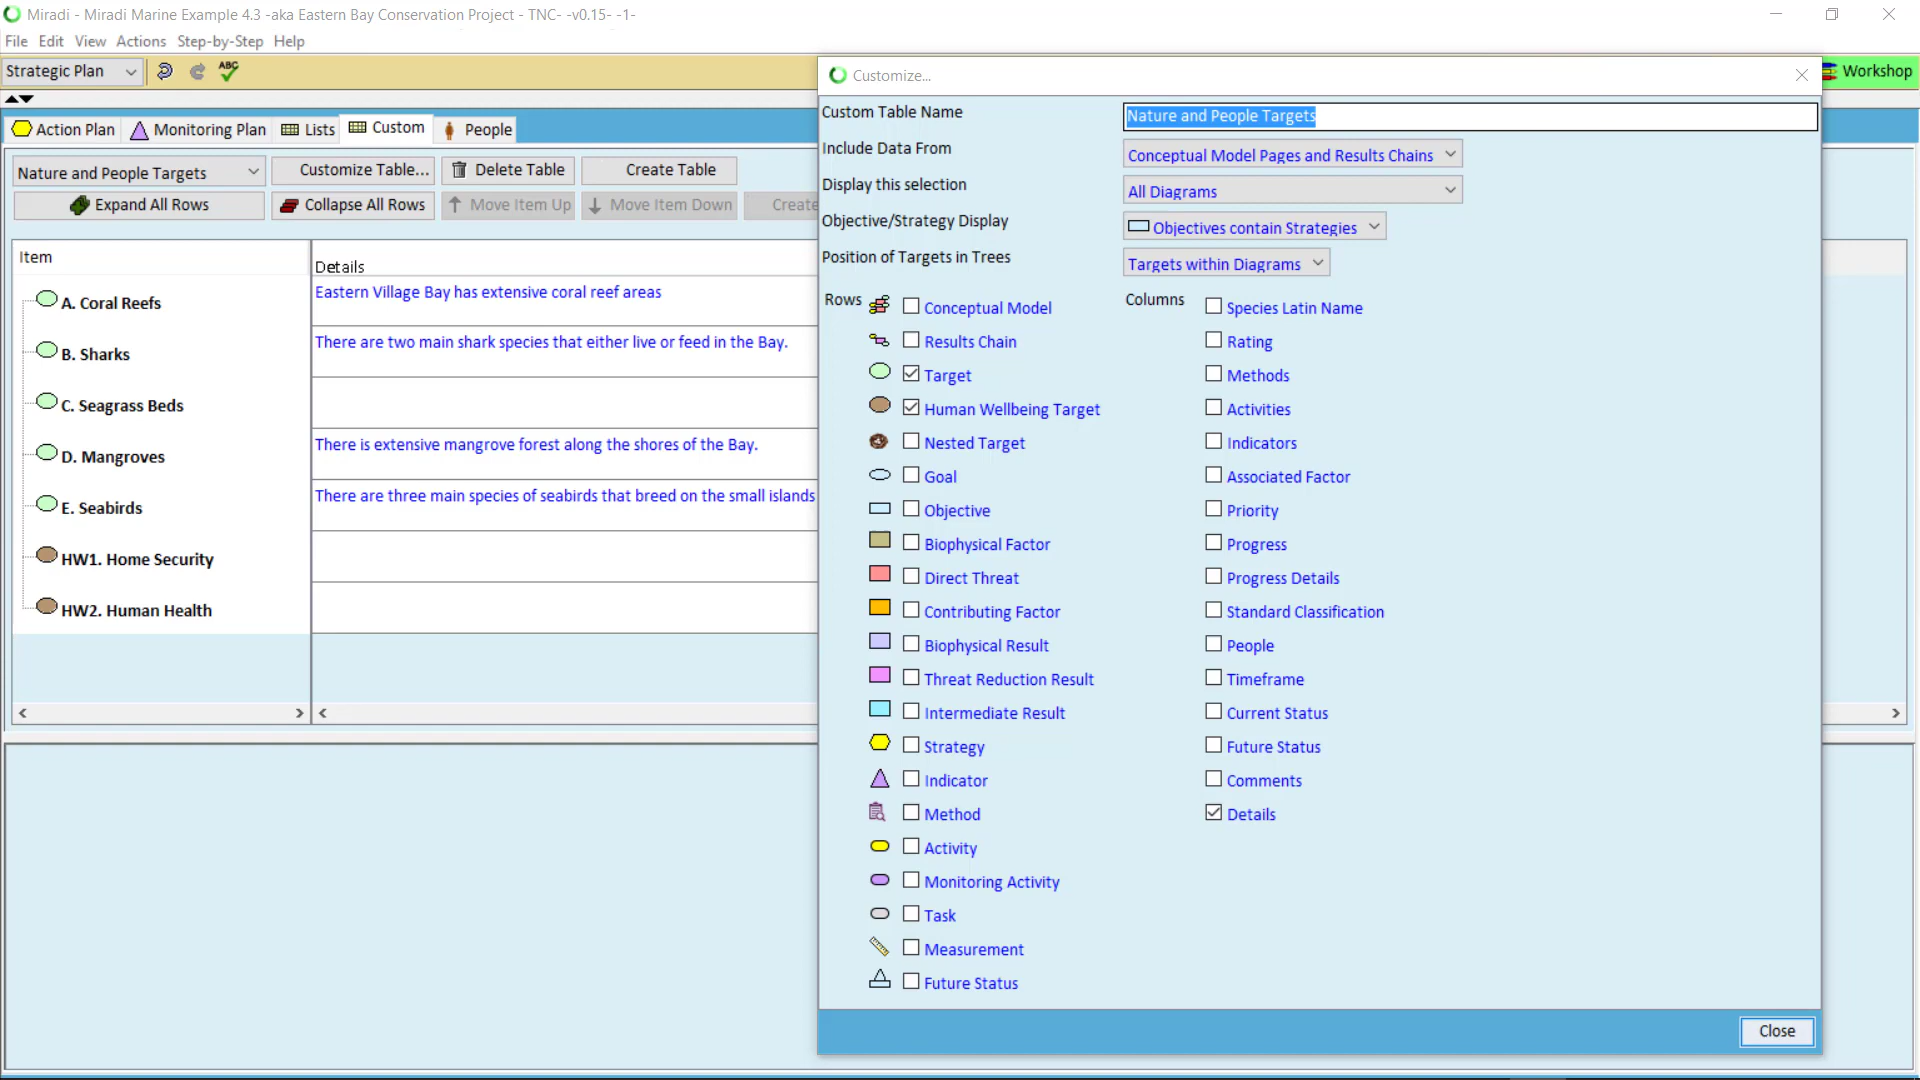 Miradi - Miradi Marine Example 4.3 -aka Eastern Bay Conservation Project - TNC- -v0.15- -1-
File Edit View Actions Step-by-Step Help
Strategic Plan ABC
Workshop
Action Plan Monitoring Plan Lists Custom People
Nature and People Targets Customize Table... Delete Table Create Table
Expand All Rows Collapse All Rows Move Item Up Move Item Down Create
Item Details
A. Coral Reefs Eastern Village Bay has extensive coral reef areas
B. Sharks There are two main shark species that either live or feed in the Bay.
C. Seagrass Beds
D. Mangroves There is extensive mangrove forest along the shores of the Bay.
E. Seabirds There are three main species of seabirds that breed on the small islands
HW1. Home Security
HW2. Human Health
Customize...
Custom Table Name Nature and People Targets
Include Data From Conceptual Model Pages and Results Chains
Display this selection All Diagrams
Objective/Strategy Display Objectives contain Strategies
Position of Targets in Trees Targets within Diagrams
Rows Conceptual Model Columns Species Latin Name
Results Chain Rating
Target Methods
Human Wellbeing Target Activities
Nested Target Indicators
Goal Associated Factor
Objective Priority
Biophysical Factor Progress
Direct Threat Progress Details
Contributing Factor Standard Classification
Biophysical Result People
Threat Reduction Result Timeframe
Intermediate Result Current Status
Strategy Future Status
Indicator Comments
Method Details
Activity
Monitoring Activity
Task
Measurement
Future Status
Close